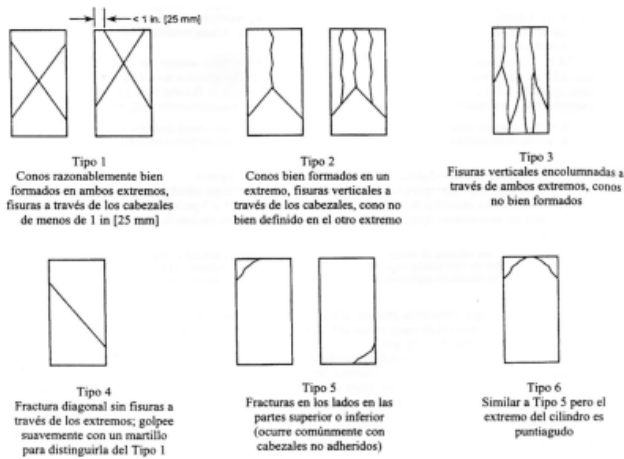 < 1 in. [25 mm]
Tipo 1
Conos razonablemente bien
formados en ambos extremos,
fisuras a través de los cabezales
de menos de 1 in [25 mm]
Tipo 2
Conos bien formados en un
extremo, fisuras verticales a
través de los cabezales, cono no
bien definido en el otro extremo
Tipo 3
Fisuras verticales encolumnadas a
través de ambos extremos, conos
no bien formados
Tipo 4
Fractura diagonal sin fisuras a
través de los extremos; golpee
suavemente con un martillo
para distinguirla del Tipo 1
Tipo 5
Fracturas en los lados en las
partes superior o inferior
(ocurre comúnmente con
cabezales no adheridos)
Tipo 6
Similar a Tipo 5 pero el
extremo del cilindro es
puntiagudo